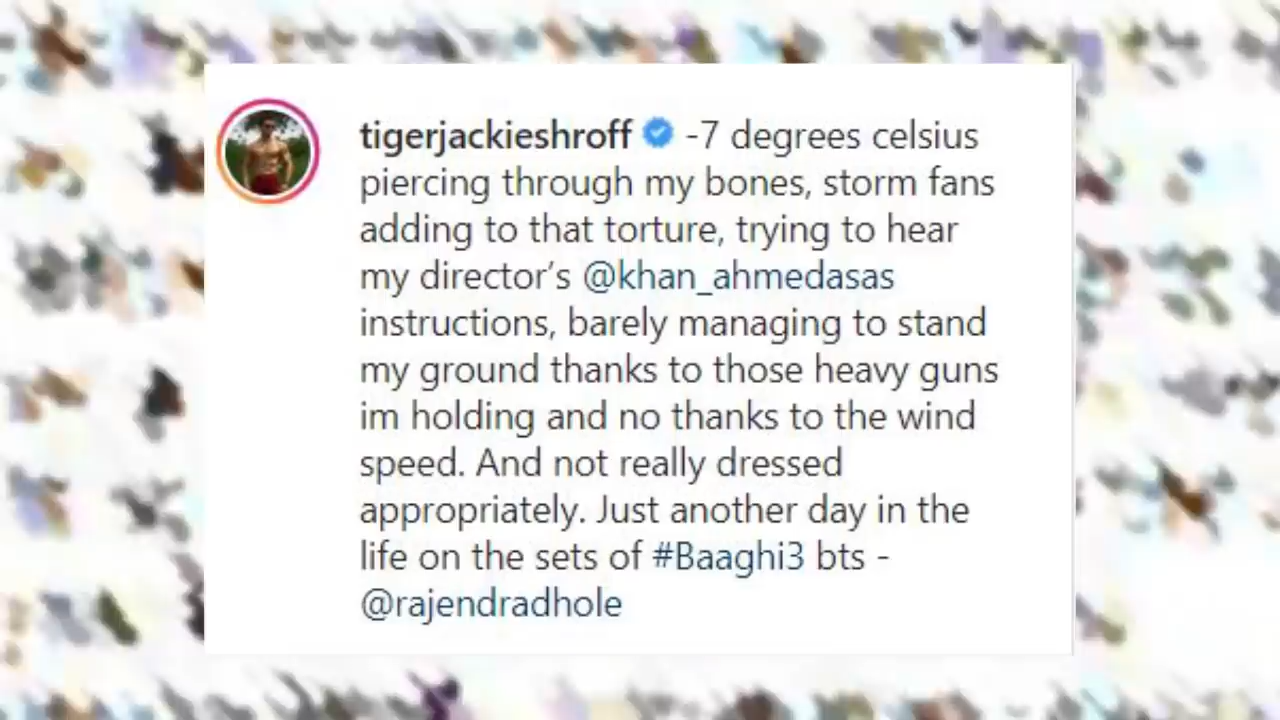 tigerjackieshroff -7 degrees celsius
piercing through my bones, storm fans
adding to that torture, trying to hear
my director’s @khan_ahmedasas
instructions, barely managing to stand
my ground thanks to those heavy guns
im holding and no thanks to the wind
speed. And not really dressed
appropriately. Just another day in the
life on the sets of #Baaghi3 bts -
@rajendradhole